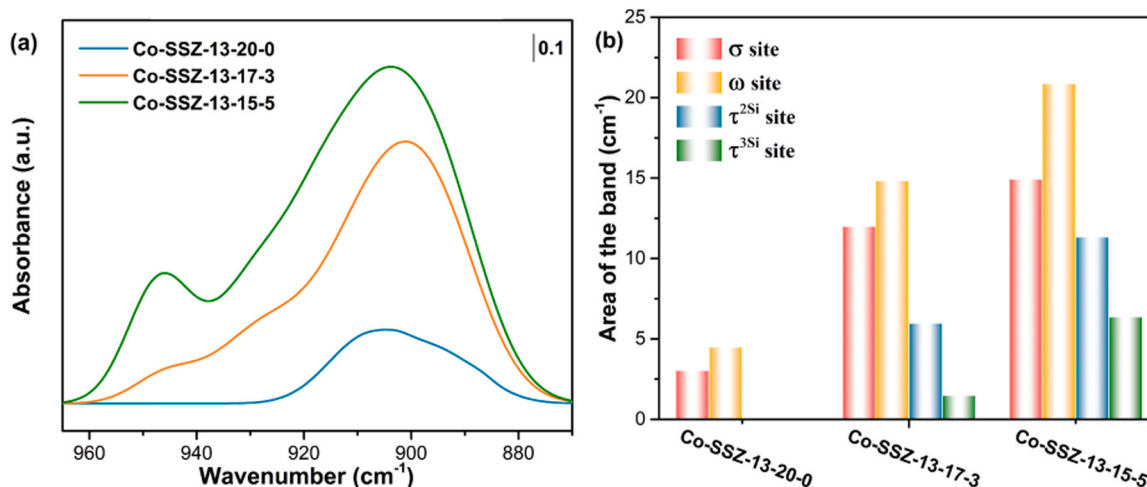 (a)
Co-SSZ-13-20-0
Co-SSZ-13-17-3
Co-SSZ-13-15-5
0.1
Absorbance (a.u.)
960
940
920
900
880
Wavenumber (cm⁻¹)
(b)
σ site
ω site
τ²ˢⁱ site
τ³ˢⁱ site
Area of the band (cm⁻¹)
25
20
15
10
5
0
Co-SSZ-13-20-0
Co-SSZ-13-17-3
Co-SSZ-13-15-5